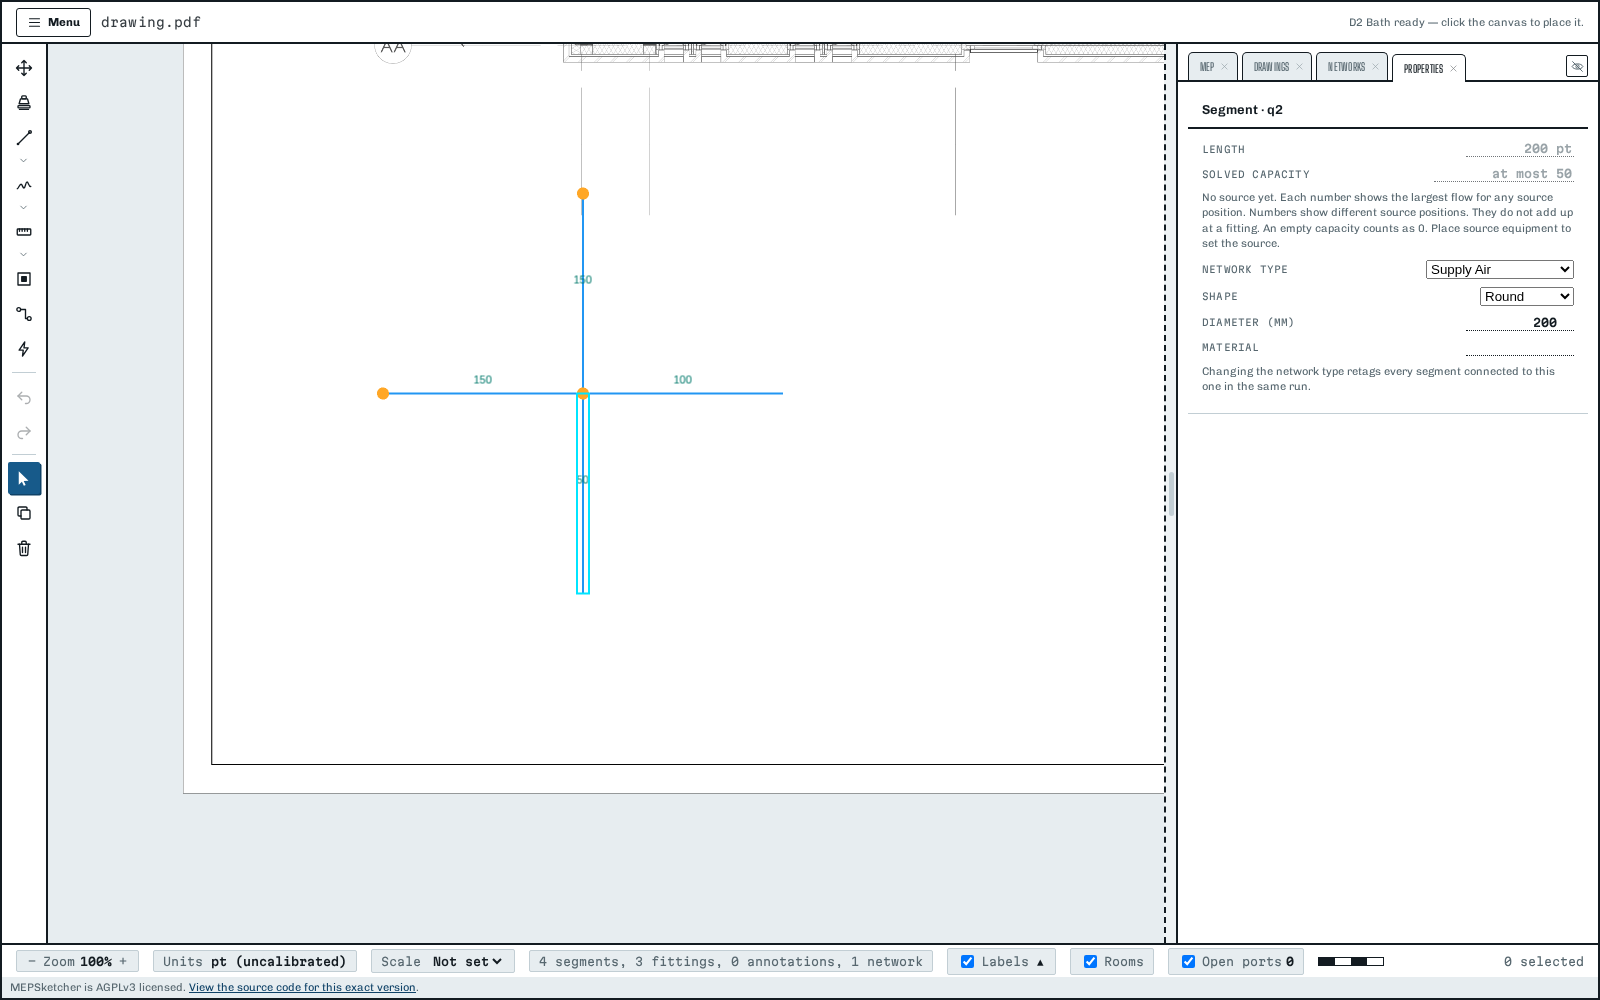 Menu
drawing.pdf
D2 Bath ready — click the canvas to place it.
AA
MEP
DRAWINGS
NETWORKS
PROPERTIES
Segment · q2
LENGTH
200 pt
SOLVED CAPACITY
at most 50
No source yet. Each number shows the largest flow for any source
position. Numbers show different source positions. They do not add up
at a fitting. An empty capacity counts as 0. Place source equipment to
set the source.
NETWORK TYPE
Supply Air
SHAPE
Round
DIAMETER (MM)
200
MATERIAL
Changing the network type retags every segment connected to this
one in the same run.
150
150
100
50
− Zoom 100% +
Units pt (uncalibrated)
Scale Not set
4 segments, 3 fittings, 0 annotations, 1 network
Labels ▲
Rooms
Open ports 0
0 selected
MEPSketcher is AGPLv3 licensed. View the source code for this exact version.